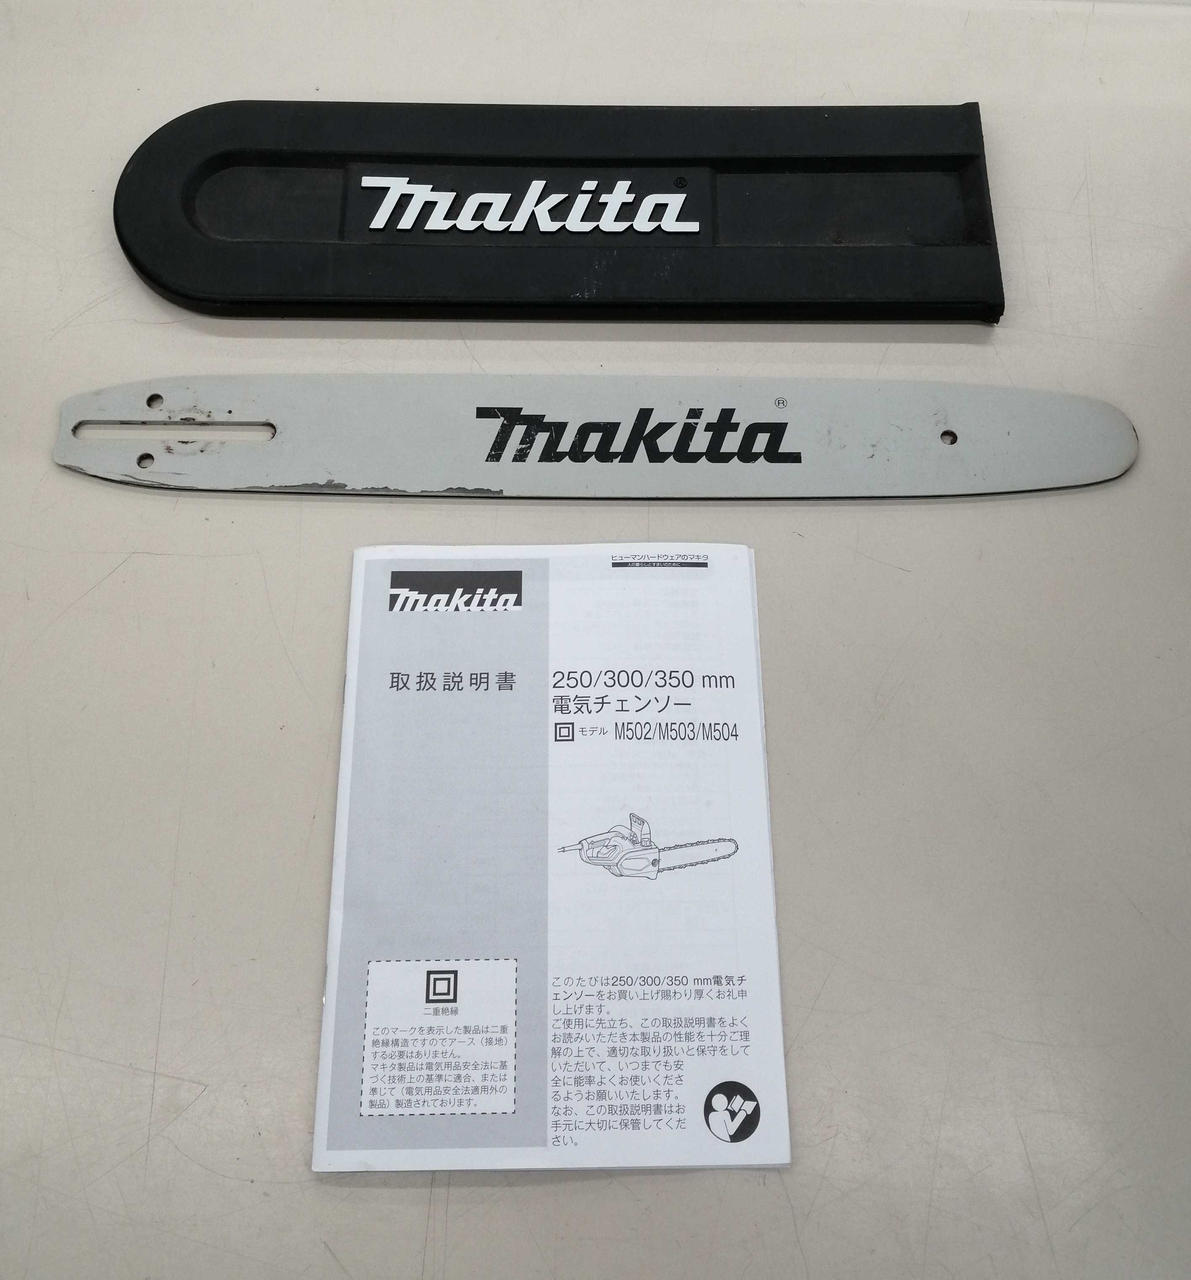 makita®
makita®
ヒューマンハードウェアのマキタ
人の暮らしとすまいのために
makita
取扱説明書
250/300/350 mm
電気チェンソー
モデル M502/M503/M504
二重絶縁
このマークを表示した製品は二重
絶縁構造ですのでアース（接地）
する必要はありません。
マキタ製品は電気用品安全法に基
づく技術上の基準に適合、または
準じて（電気用品安全法適用外の
製品）製造されております。
このたびは250/300/350 mm電気チ
ェンソーをお買い上げ賜わり厚くお礼申
し上げます。
ご使用に先立ち、この取扱説明書をよく
お読みいただき本製品の性能を十分ご理
解の上で、適切な取り扱いと保守をして
いただいて、いつまでも安
全に能率よくお使いくださ
るようお願いいたします。
なお、この取扱説明書はお
手元に大切に保管してくだ
さい。